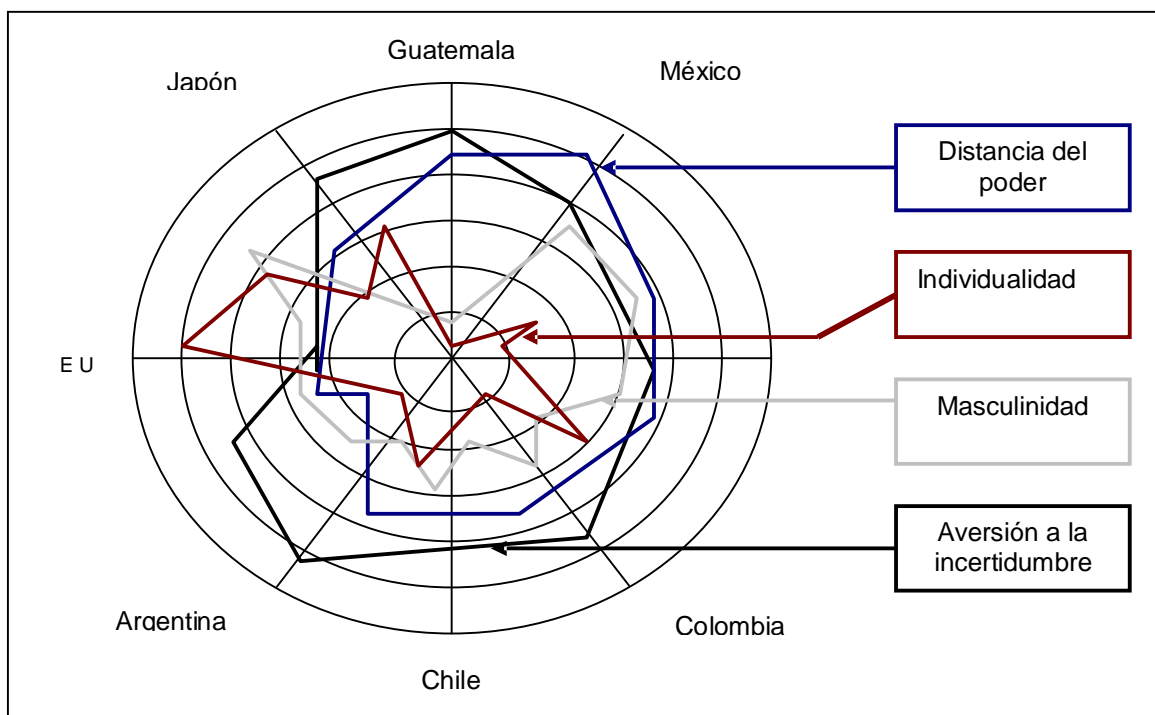 Guatemala
México
Japón
Distancia del
poder
Individualidad
E U
Masculinidad
Aversión a la
incertidumbre
Argentina
Colombia
Chile